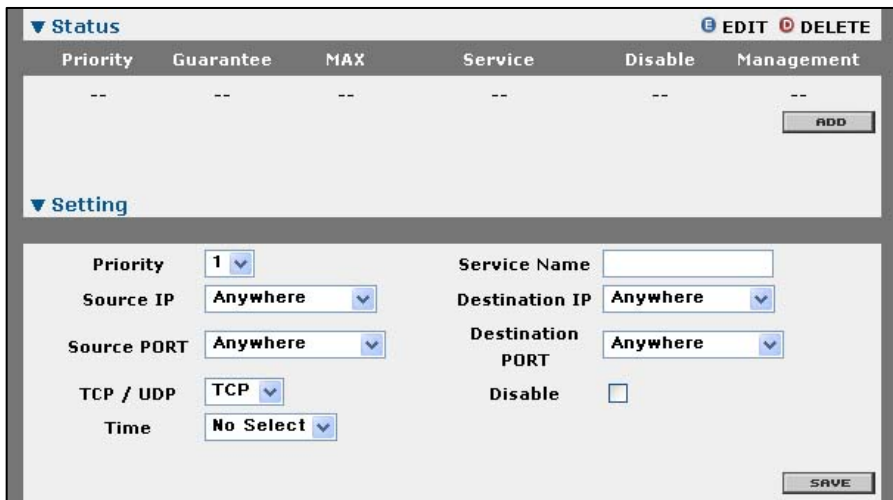 ▼ Status E EDIT D DELETE
Priority Guarantee MAX Service Disable Management
-- -- -- -- -- --
ADD
▼ Setting
Priority 1 Service Name
Source IP Anywhere Destination IP Anywhere
Source PORT Anywhere Destination PORT Anywhere
TCP / UDP TCP Disable
Time No Select
SAVE